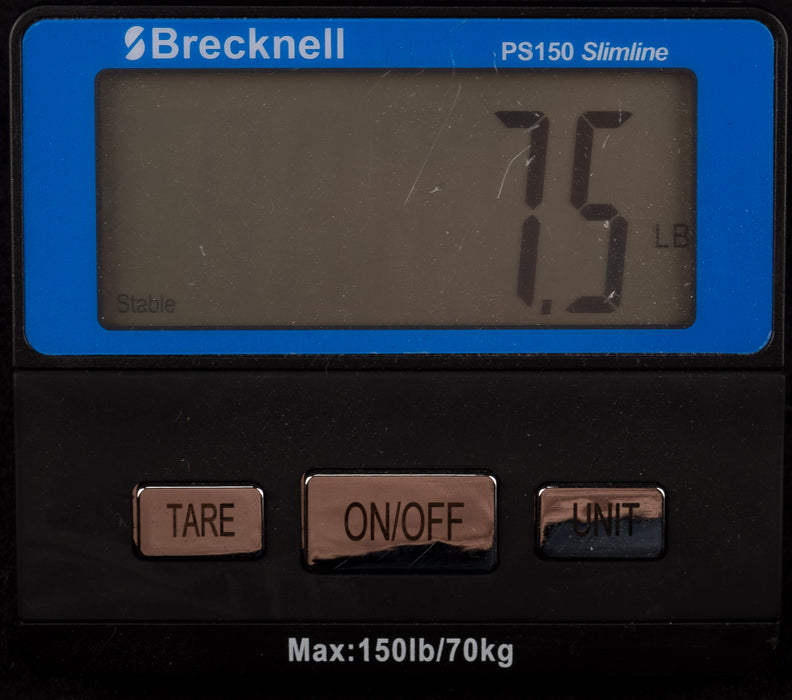 Brecknell
PS150 Slimline
7.5
LB
Stable
TARE
ON/OFF
UNIT
Max:150lb/70kg